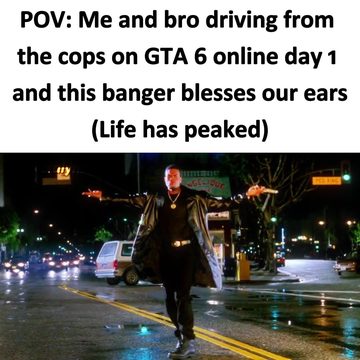 POV: Me and bro driving from
the cops on GTA 6 online day 1
and this banger blesses our ears
(Life has peaked)